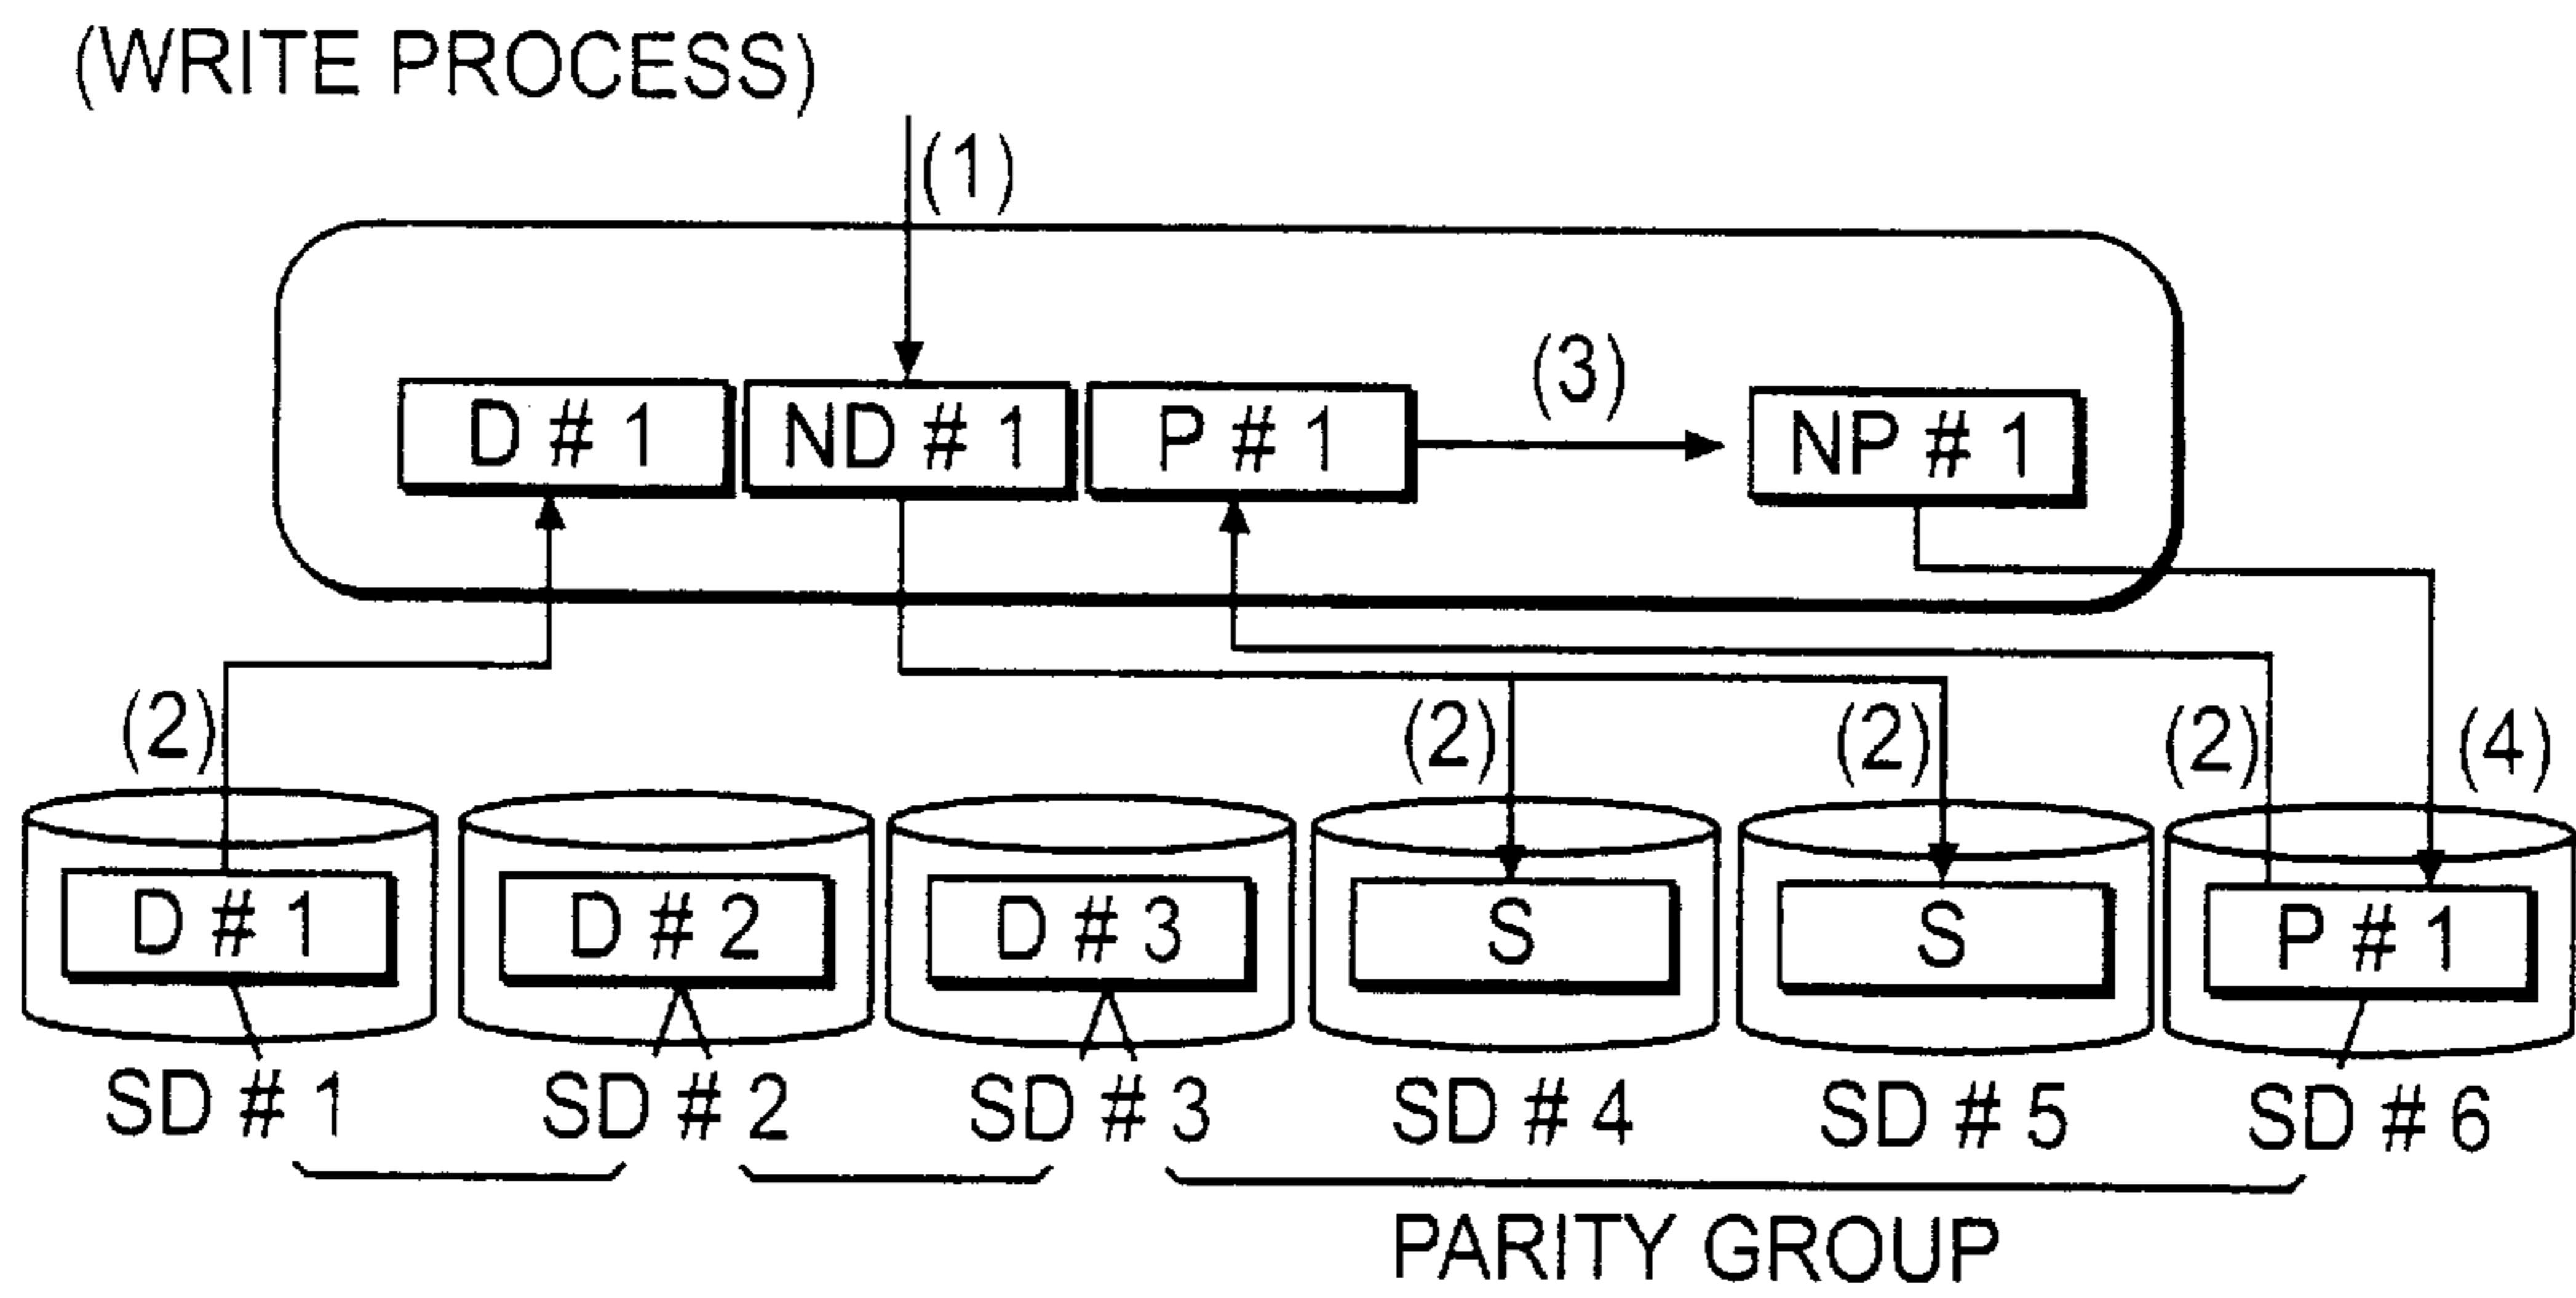 (WRITE PROCESS)
(1)
(3)
D # 1 ND # 1 P # 1 NP # 1
(2) (2) (2) (2) (4)
D # 1 D # 2 D # 3 S S P # 1
SD # 1 SD # 2 SD # 3 SD # 4 SD # 5 SD # 6
PARITY GROUP